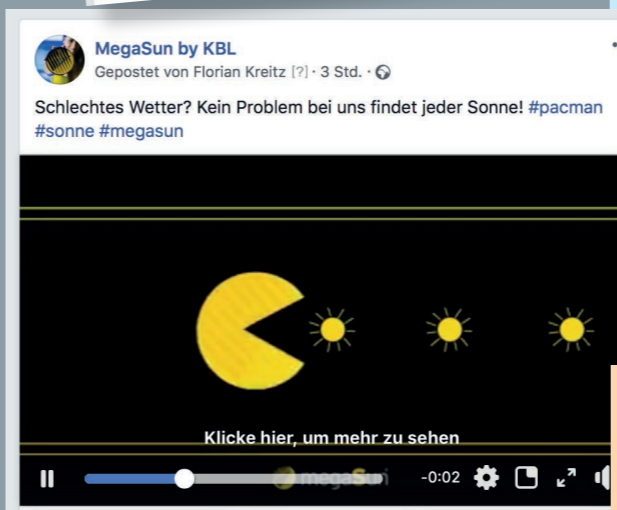 MegaSun by KBL
Gepostet von Florian Kreitz [?] · 3 Std. ·
Schlechtes Wetter? Kein Problem bei uns findet jeder Sonne! #pacman
#sonne #megasun
Klicke hier, um mehr zu sehen
megaSun
-0:02